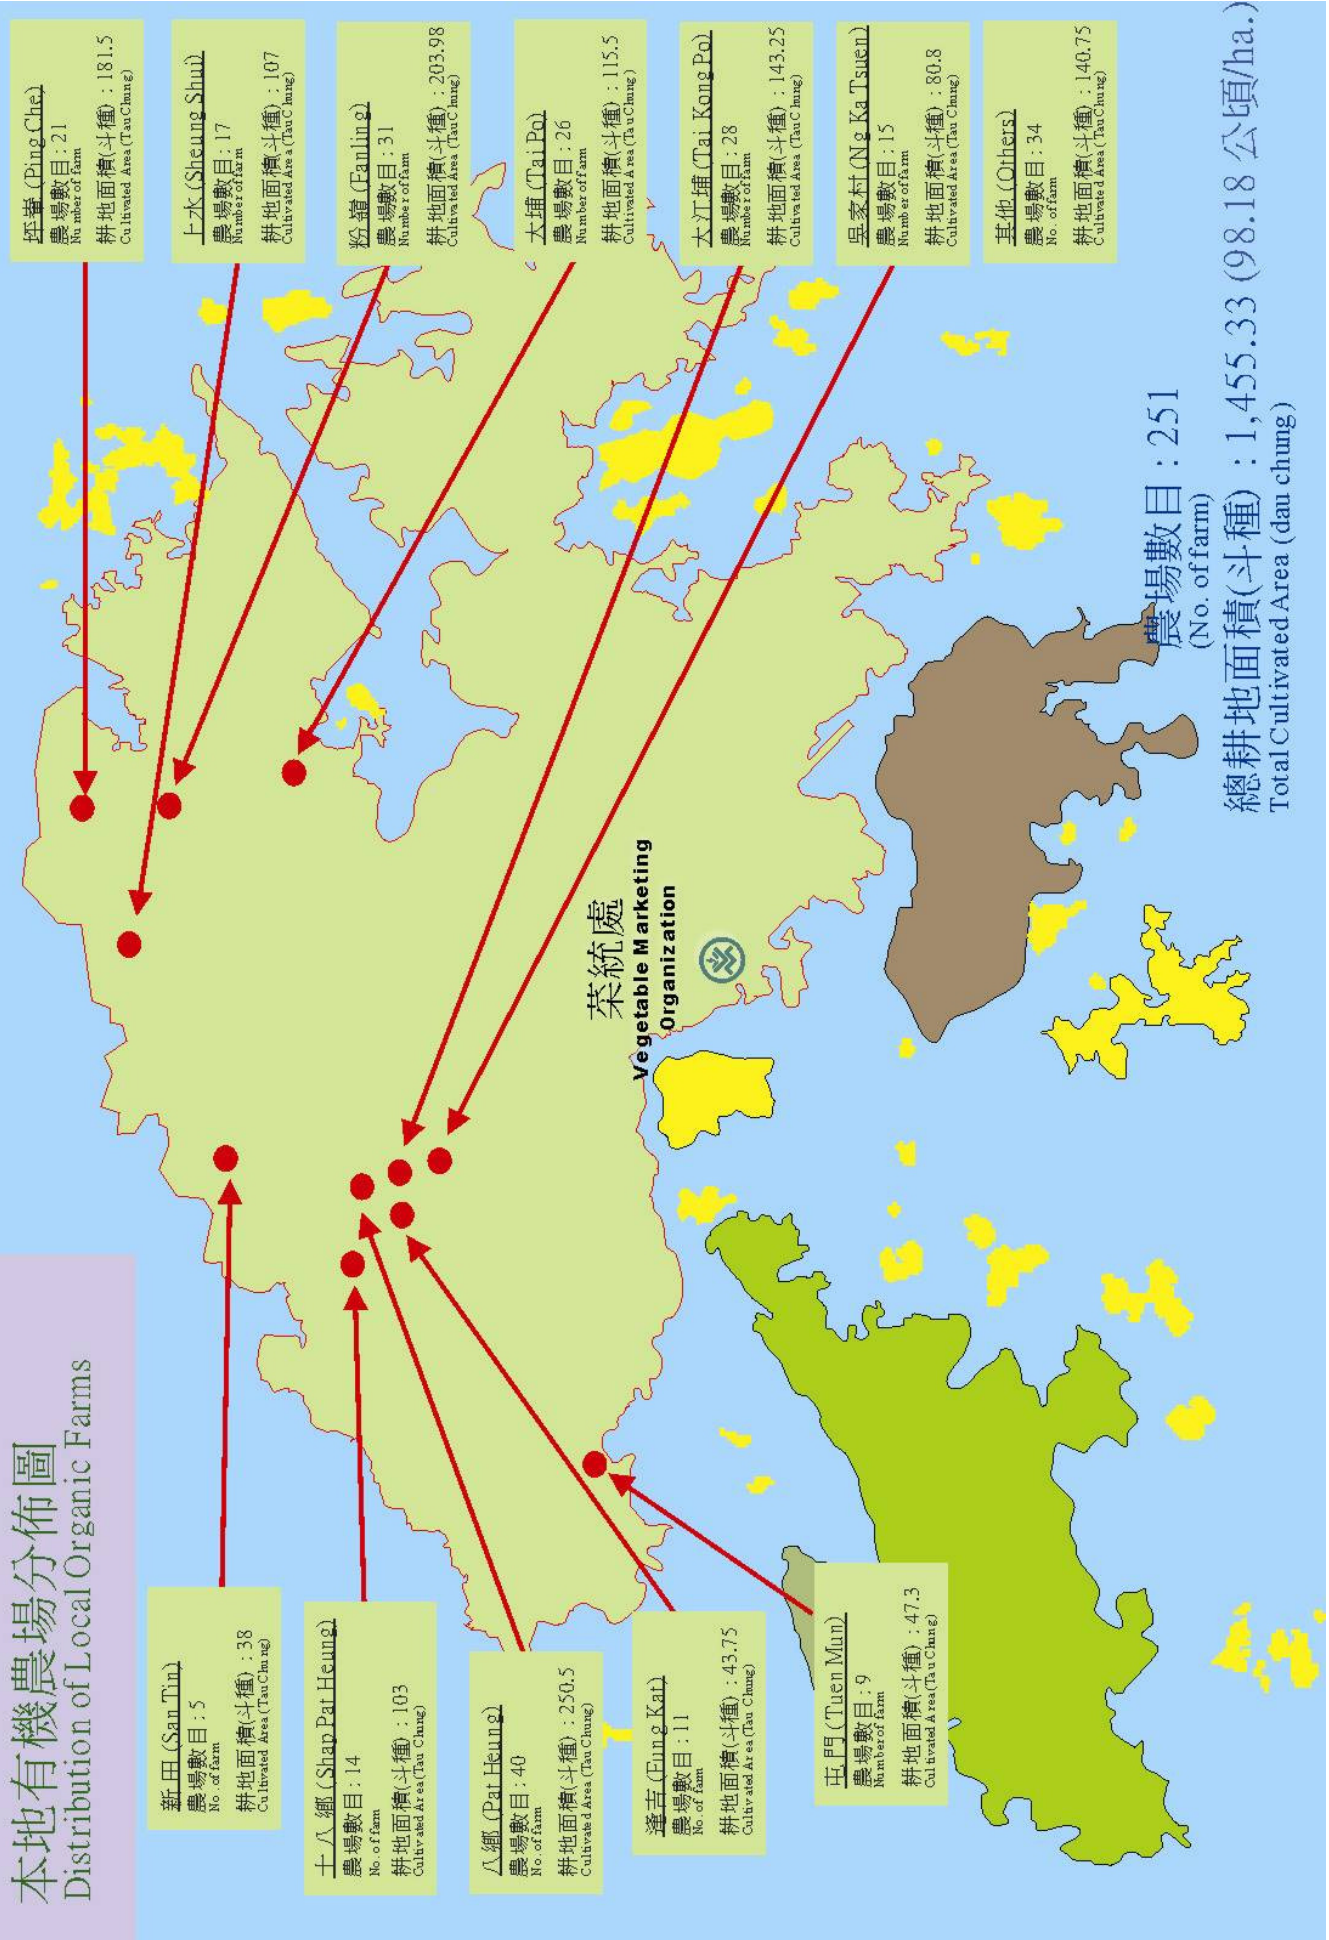 本地有機農場分佈圖
Distribution of Local Organic Farms
新田 (San Tin)
農場數目 : 5
No. of farm
耕地面積(斗種) : 38
Cultivated Area (Tau Chung)
十八鄉 (Shap Pat Heung)
農場數目 : 14
No. of farm
耕地面積(斗種) : 103
Cultivated Area (Tau Chung)
八鄉 (Pat Heung)
農場數目 : 40
No. of farm
耕地面積(斗種) : 250.5
Cultivated Area (Tau Chung)
逢吉 (Fung Kat)
農場數目 : 11
No. of farm
耕地面積(斗種) : 43.75
Cultivated Area (Tau Chung)
屯門 (Tuen Mun)
農場數目 : 9
Number of farm
耕地面積(斗種) : 47.3
Cultivated Area (Tau Chung)
菜統處
Vegetable Marketing
Organization
坪輋 (Ping Che)
農場數目 : 21
Number of farm
耕地面積(斗種) : 181.5
Cultivated Area (Tau Chung)
上水 (Sheung Shui)
農場數目 : 17
Number of farm
耕地面積(斗種) : 107
Cultivated Area (Tau Chung)
粉嶺 (Fanling)
農場數目 : 31
Number of farm
耕地面積(斗種) : 203.98
Cultivated Area (Tau Chung)
大埔 (Tai Po)
農場數目 : 26
Number of farm
耕地面積(斗種) : 115.5
Cultivated Area (Tau Chung)
大江埔 (Tai Kong Po)
農場數目 : 28
Number of farm
耕地面積(斗種) : 143.25
Cultivated Area (Tau Chung)
吳家村 (Ng Ka Tsuen)
農場數目 : 15
Number of farm
耕地面積(斗種) : 80.8
Cultivated Area (Tau Chung)
其他 (Others)
農場數目 : 34
No. of farm
耕地面積(斗種) : 140.75
Cultivated Area (Tau Chung)
農場數目 : 251
(No. of farm)
總耕地面積(斗種) : 1,455.33 (98.18 公頃/ha.)
Total Cultivated Area (dau chung)